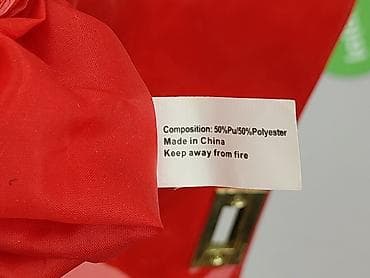 Composition: 50%Pu/50%Polyester
Made in China
Keep away from fire